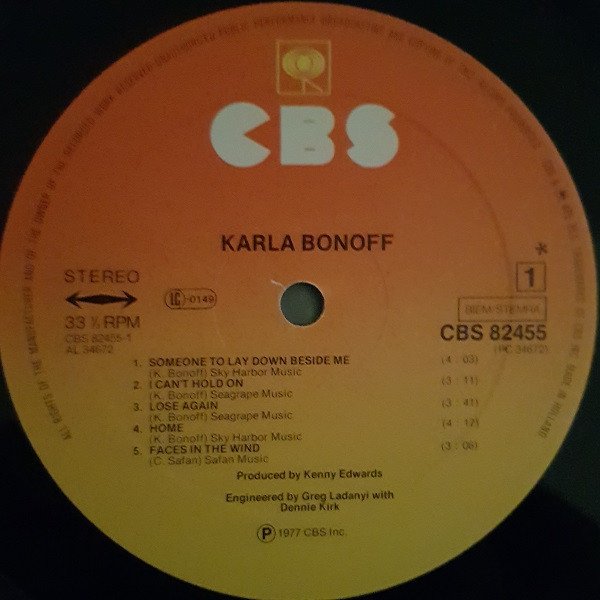 CBS
KARLA BONOFF
STEREO
33 ⅓ RPM
CBS 82455-1
AL 34672
LC -0149
*
1
BIEM/STEMRA
CBS 82455
(PC 34672)
1. SOMEONE TO LAY DOWN BESIDE ME (4 : 03)
(K. Bonoff) Sky Harbor Music
2. I CAN'T HOLD ON (3 : 11)
(K. Bonoff) Seagrape Music
3. LOSE AGAIN (3 : 41)
(K. Bonoff) Seagrape Music
4. HOME (4 : 12)
(K. Bonoff) Sky Harbor Music
5. FACES IN THE WIND (3 : 06)
(C. Safan) Safan Music
Produced by Kenny Edwards
Engineered by Greg Ladanyi with
Dennie Kirk
℗ 1977 CBS Inc.